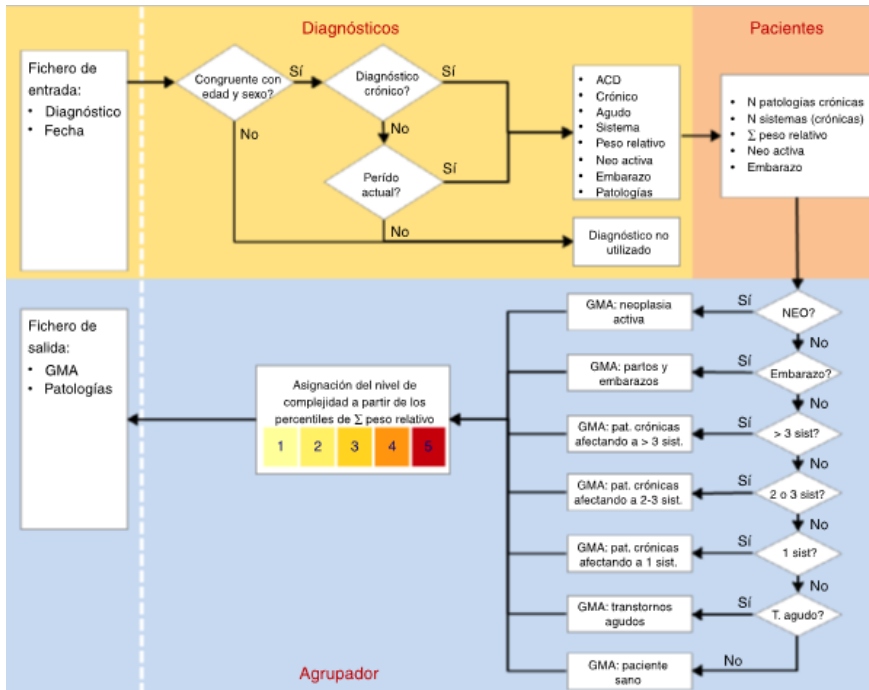 Diagnósticos
Pacientes
Fichero de
entrada:
• Diagnóstico
• Fecha
Congruente con
edad y sexo?
Sí
No
Diagnóstico
crónico?
Sí
No
Perído
actual?
Sí
No
• ACD
• Crónico
• Agudo
• Sistema
• Peso relativo
• Neo activa
• Embarazo
• Patologías
Diagnóstico no
utilizado
• N patologías crónicas
• N sistemas (crónicas)
• Σ peso relativo
• Neo activa
• Embarazo
NEO?
Sí
No
GMA: neoplasia
activa
Embarazo?
Sí
No
GMA: partos y
embarazos
> 3 sist?
Sí
No
GMA: pat. crónicas
afectando a > 3 sist.
2 o 3 sist?
Sí
No
GMA: pat. crónicas
afectando a 2-3 sist.
1 sist?
Sí
No
GMA: pat. crónicas
afectando a 1 sist.
T. agudo?
Sí
No
GMA: transtornos
agudos
GMA: paciente
sano
Asignación del nivel de
complejidad a partir de los
percentiles de Σ peso relativo
1 2 3 4 5
Fichero de
salida:
• GMA
• Patologías
Agrupador